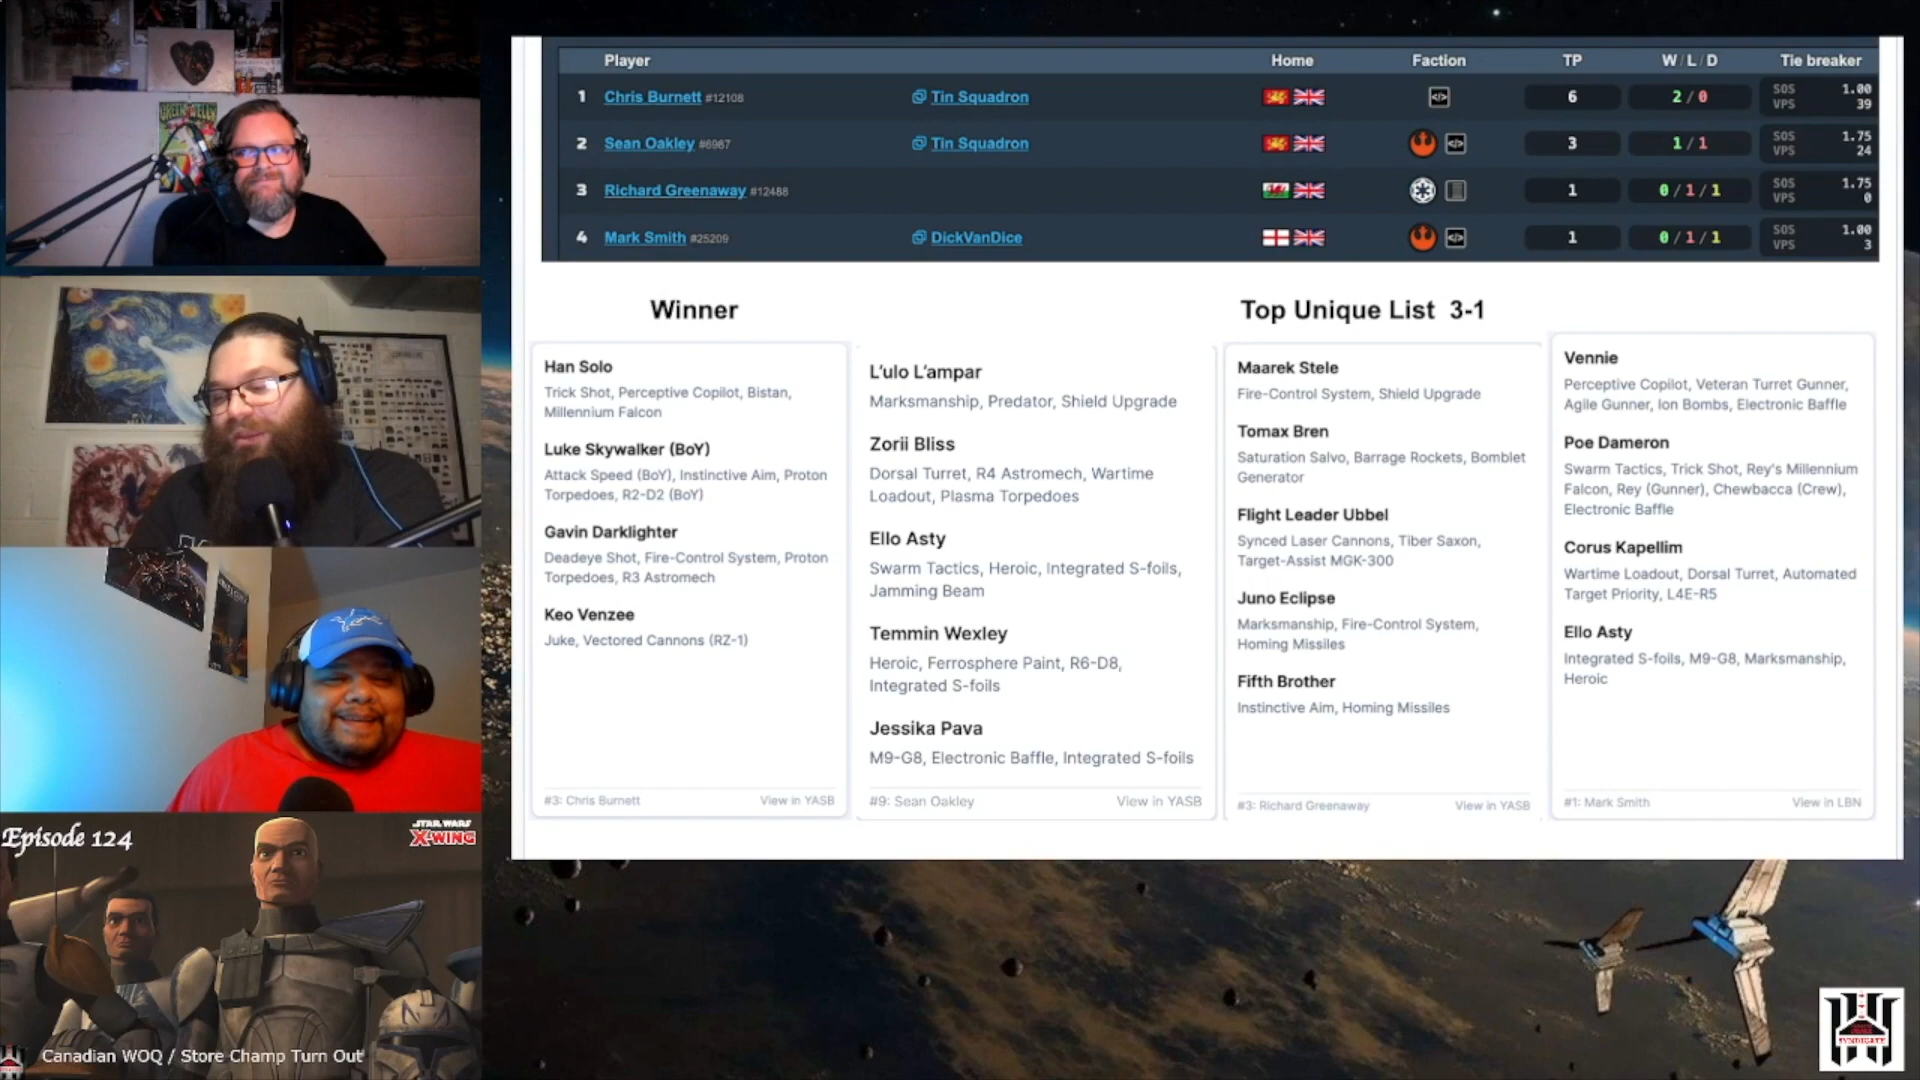 Player Home Faction TP W / L / D Tie breaker
1 Chris Burnett #12108 Tin Squadron 6 2 / 0 SOS 1.00
VPS 39
2 Sean Oakley #6987 Tin Squadron 3 1 / 1 SOS 1.75
VPS 24
3 Richard Greenaway #12488 1 0 / 1 / 1 SOS 1.75
VPS 0
4 Mark Smith #25209 DickVanDice 1 0 / 1 / 1 SOS 1.00
VPS 3
Winner
Top Unique List 3-1
Han Solo
Trick Shot, Perceptive Copilot, Bistan,
Millennium Falcon
Luke Skywalker (BoY)
Attack Speed (BoY), Instinctive Aim, Proton
Torpedoes, R2-D2 (BoY)
Gavin Darklighter
Deadeye Shot, Fire-Control System, Proton
Torpedoes, R3 Astromech
Keo Venzee
Juke, Vectored Cannons (RZ-1)
#3: Chris Burnett View in YASB
L'ulo L'ampar
Marksmanship, Predator, Shield Upgrade
Zorii Bliss
Dorsal Turret, R4 Astromech, Wartime
Loadout, Plasma Torpedoes
Ello Asty
Swarm Tactics, Heroic, Integrated S-foils,
Jamming Beam
Temmin Wexley
Heroic, Ferrosphere Paint, R6-D8,
Integrated S-foils
Jessika Pava
M9-G8, Electronic Baffle, Integrated S-foils
#9: Sean Oakley View in YASB
Maarek Stele
Fire-Control System, Shield Upgrade
Tomax Bren
Saturation Salvo, Barrage Rockets, Bomblet
Generator
Flight Leader Ubbel
Synced Laser Cannons, Tiber Saxon,
Target-Assist MGK-300
Juno Eclipse
Marksmanship, Fire-Control System,
Homing Missiles
Fifth Brother
Instinctive Aim, Homing Missiles
#3: Richard Greenaway View in YASB
Vennie
Perceptive Copilot, Veteran Turret Gunner,
Agile Gunner, Ion Bombs, Electronic Baffle
Poe Dameron
Swarm Tactics, Trick Shot, Rey's Millennium
Falcon, Rey (Gunner), Chewbacca (Crew),
Electronic Baffle
Corus Kapellim
Wartime Loadout, Dorsal Turret, Automated
Target Priority, L4E-R5
Ello Asty
Integrated S-foils, M9-G8, Marksmanship,
Heroic
#1: Mark Smith View in LBN
Episode 124
STAR WARS
X-WING
Canadian WOQ / Store Champ Turn Out
SYNDICATE